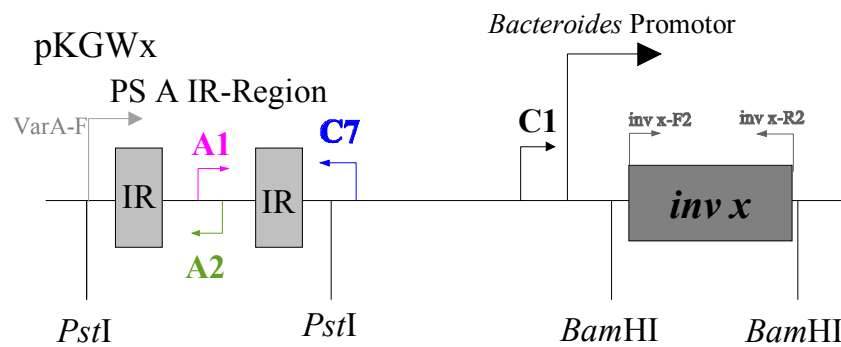 Bacteroides Promotor
pKGWx
PS A IR-Region
VarA-F
C1
inv x-F2
inv x-R2
C7
A1
IR
IR
inv x
A2
PstI
PstI
BamHI
BamHI